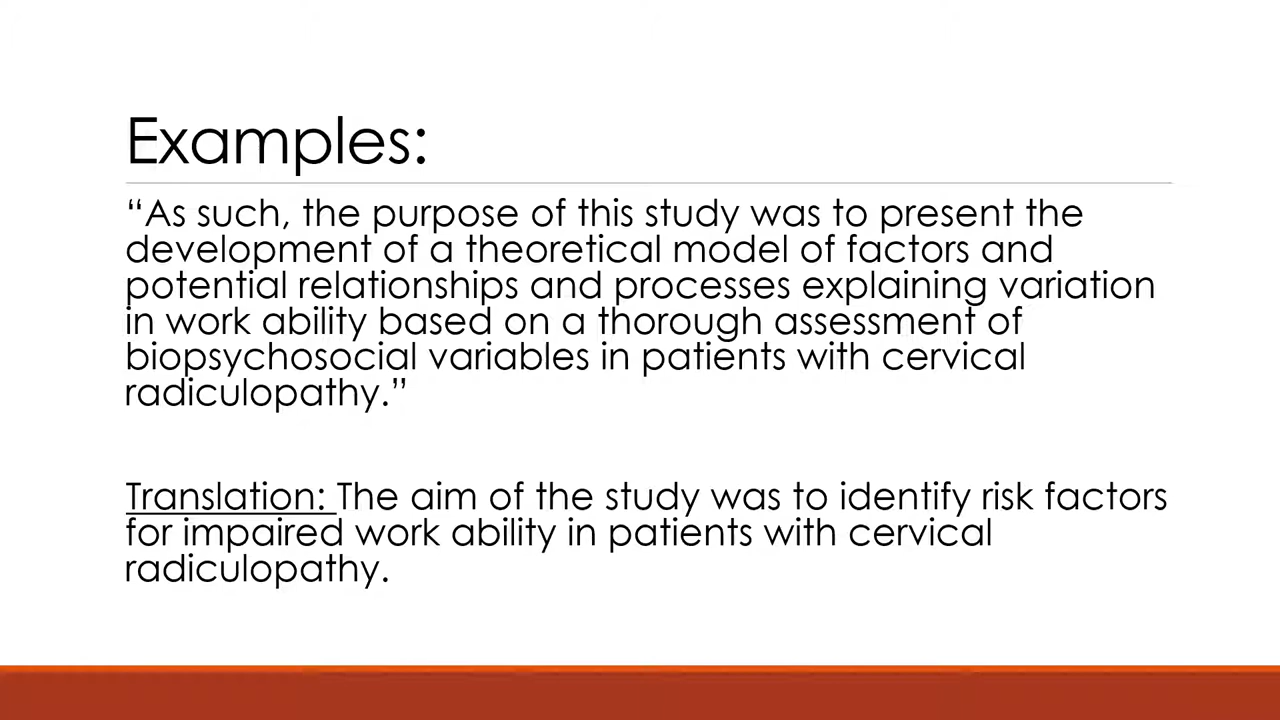 Examples:
“As such, the purpose of this study was to present the
development of a theoretical model of factors and
potential relationships and processes explaining variation
in work ability based on a thorough assessment of
biopsychosocial variables in patients with cervical
radiculopathy.”
Translation: The aim of the study was to identify risk factors
for impaired work ability in patients with cervical
radiculopathy.